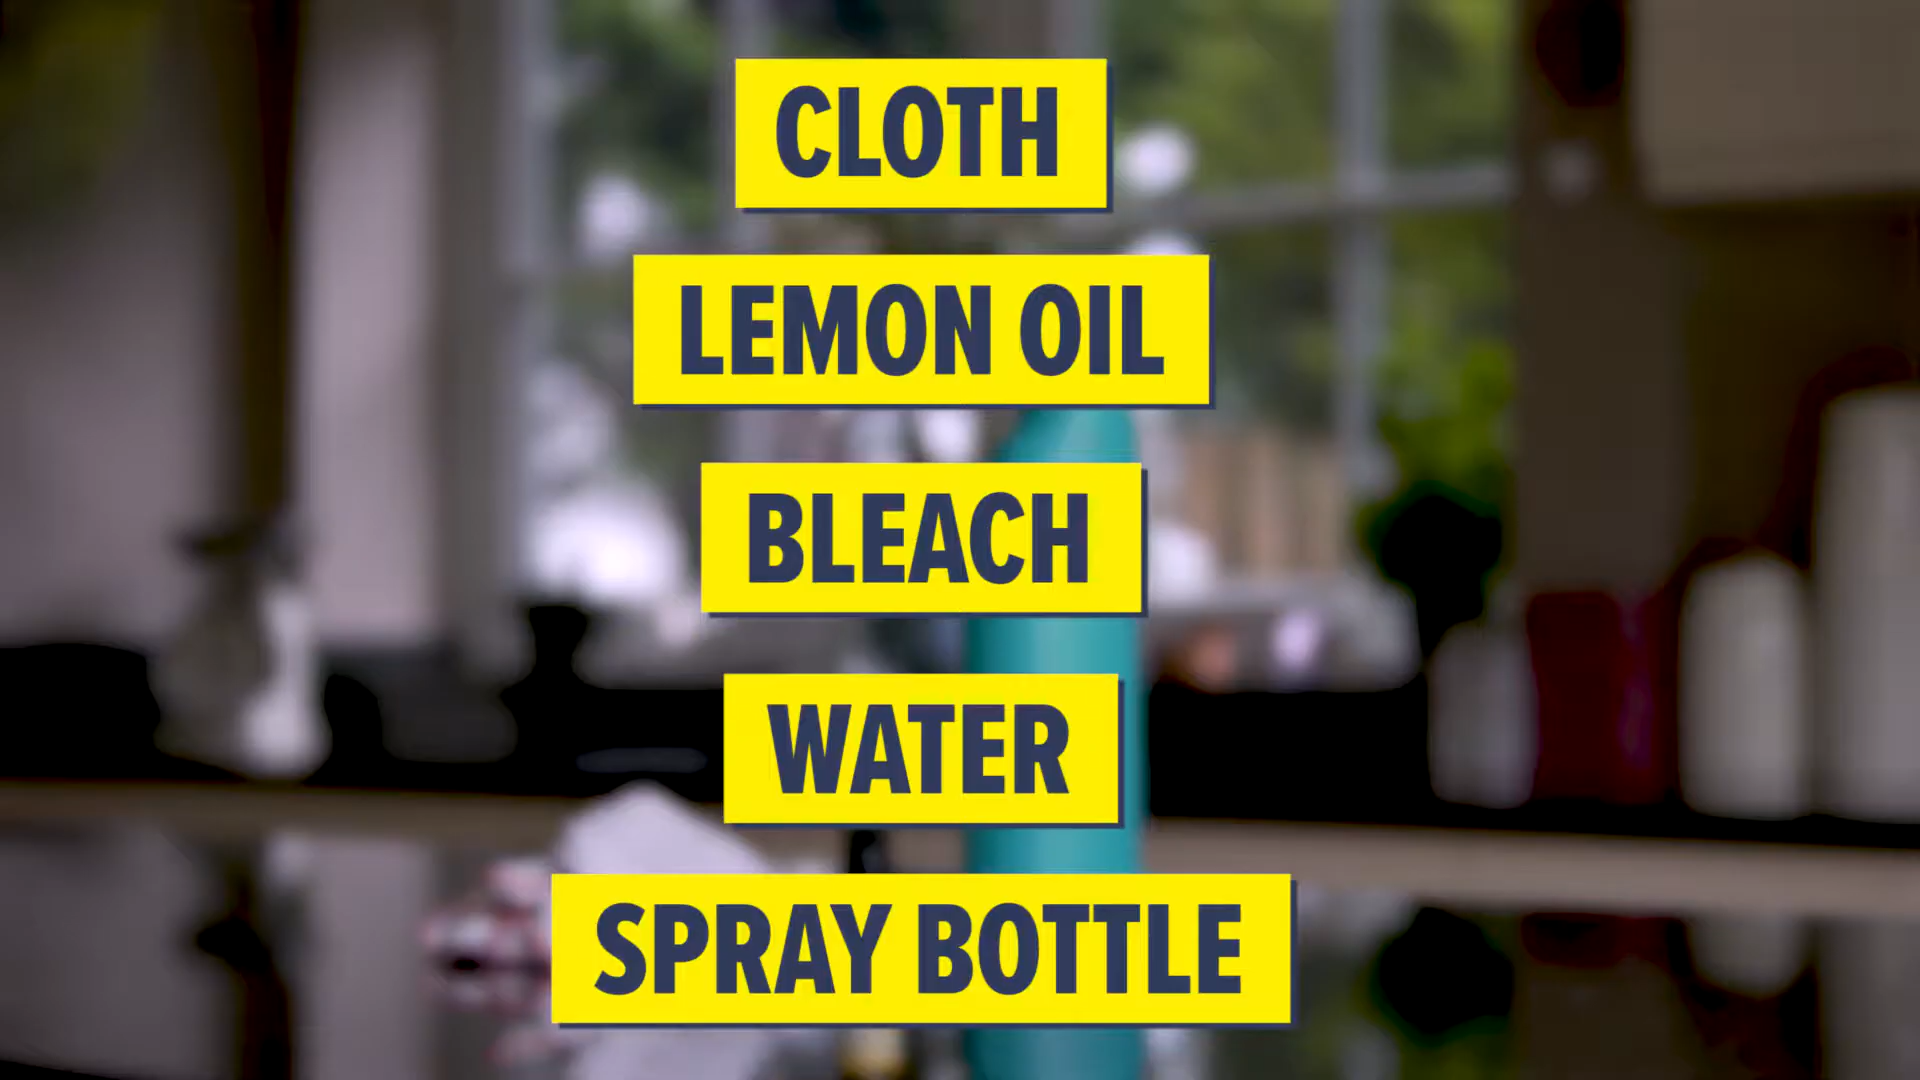 CLOTH
LEMON OIL
BLEACH
WATER
SPRAY BOTTLE